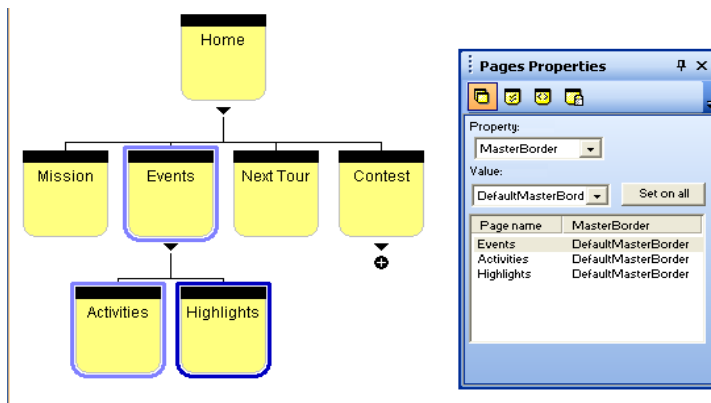 Home
Mission
Events
Next Tour
Contest
Activities
Highlights
Pages Properties
Property:
MasterBorder
Value:
DefaultMasterBord
Set on all
Page name MasterBorder
Events DefaultMasterBorder
Activities DefaultMasterBorder
Highlights DefaultMasterBorder